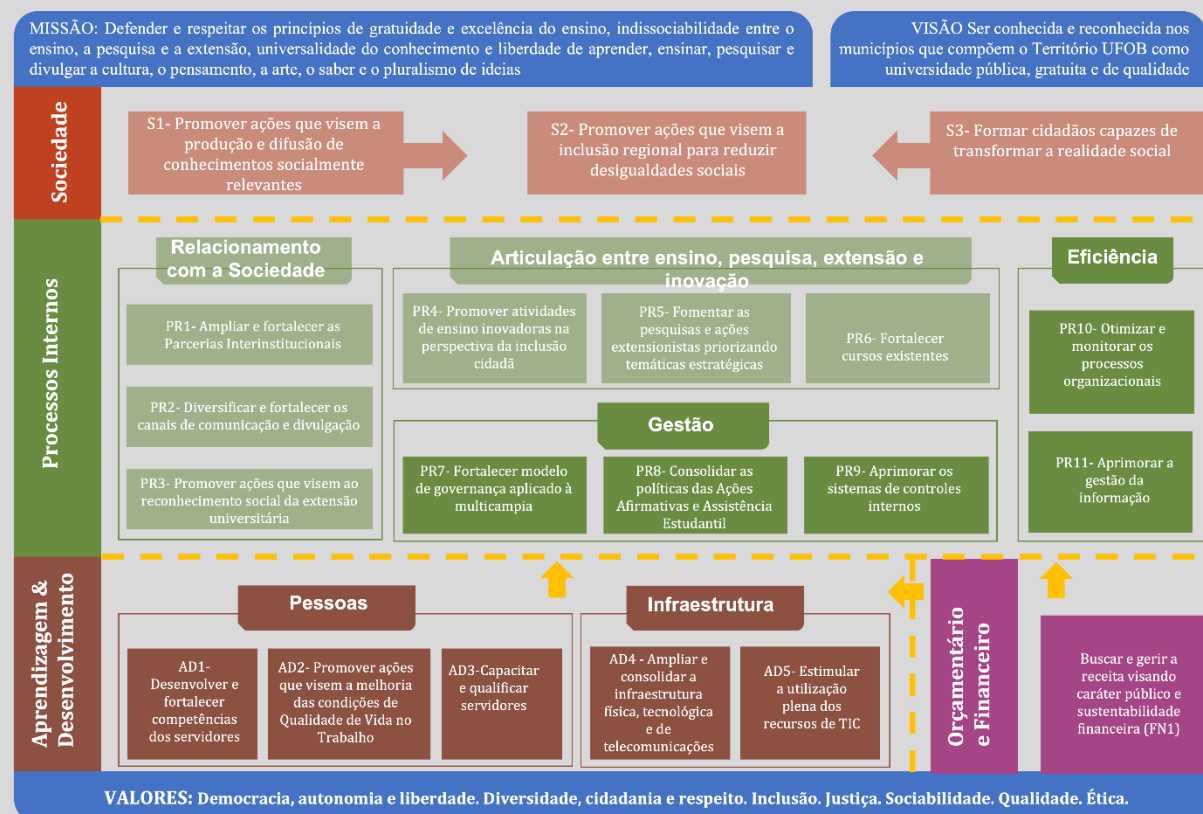 MISSÃO: Defender e respeitar os princípios de gratuidade e excelência do ensino, indissociabilidade entre o
ensino, a pesquisa e a extensão, universalidade do conhecimento e liberdade de aprender, ensinar, pesquisar e
divulgar a cultura, o pensamento, a arte, o saber e o pluralismo de ideias
VISÃO Ser conhecida e reconhecida nos
municípios que compõem o Território UFOB como
universidade pública, gratuita e de qualidade
Sociedade
S1- Promover ações que visem a
produção e difusão de
conhecimentos socialmente
relevantes
S2- Promover ações que visem a
inclusão regional para reduzir
desigualdades sociais
S3- Formar cidadãos capazes de
transformar a realidade social
Processos Internos
Relacionamento
com a Sociedade
PR1- Ampliar e fortalecer as
Parcerias Interinstitucionais
PR2- Diversificar e fortalecer os
canais de comunicação e divulgação
PR3- Promover ações que visem ao
reconhecimento social da extensão
universitária
Articulação entre ensino, pesquisa, extensão e
inovação
PR4- Promover atividades
de ensino inovadoras na
perspectiva da inclusão
cidadã
PR5- Fomentar as
pesquisas e ações
extensionistas priorizando
temáticas estratégicas
PR6- Fortalecer
cursos existentes
Gestão
PR7- Fortalecer modelo
de governança aplicado à
multicampia
PR8- Consolidar as
políticas das Ações
Afirmativas e Assistência
Estudantil
PR9- Aprimorar os
sistemas de controles
internos
Eficiência
PR10- Otimizar e
monitorar os
processos
organizacionais
PR11- Aprimorar a
gestão da
informação
Aprendizagem &
Desenvolvimento
Pessoas
AD1-
Desenvolver e
fortalecer
competências
dos servidores
AD2- Promover ações
que visem a melhoria
das condições de
Qualidade de Vida no
Trabalho
AD3-Capacitar
e qualificar
servidores
Infraestrutura
AD4 - Ampliar e
consolidar a
infraestrutura
física, tecnológica
e de
telecomunicações
AD5- Estimular
a utilização
plena dos
recursos de TIC
Orçamentário
e Financeiro
Buscar e gerir a
receita visando
caráter público e
sustentabilidade
financeira (FN1)
VALORES: Democracia, autonomia e liberdade. Diversidade, cidadania e respeito. Inclusão. Justiça. Sociabilidade. Qualidade. Ética.